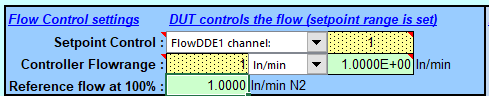 Flow Control settings DUT controls the flow (setpoint range is set)
Setpoint Control : FlowDDE1 channel: 1
Controller Flowrange : 1 ln/min 1.0000E+00 ln/min
Reference flow at 100% : 1.0000 ln/min N2